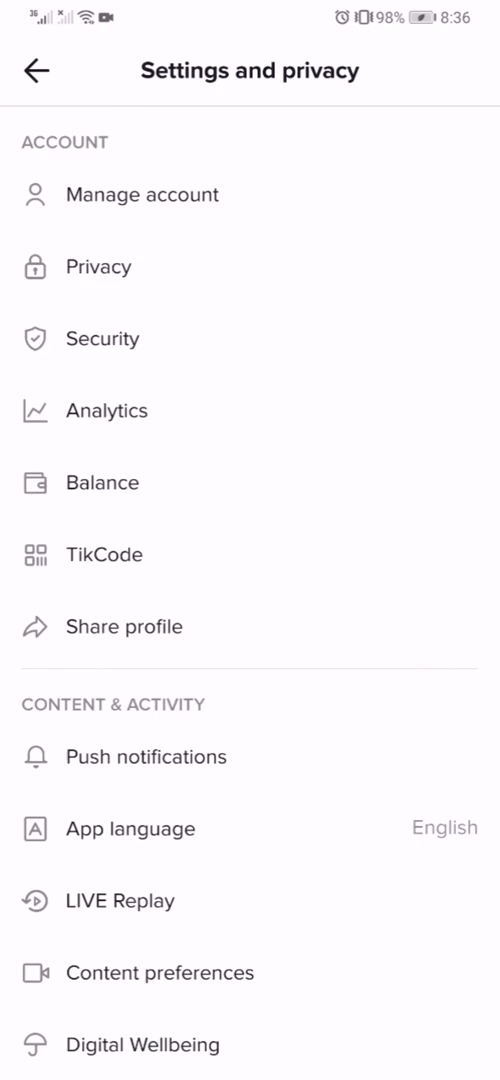 3G 98% 8:36
Settings and privacy
ACCOUNT
Manage account
Privacy
Security
Analytics
Balance
TikCode
Share profile
CONTENT & ACTIVITY
Push notifications
App language English
LIVE Replay
Content preferences
Digital Wellbeing